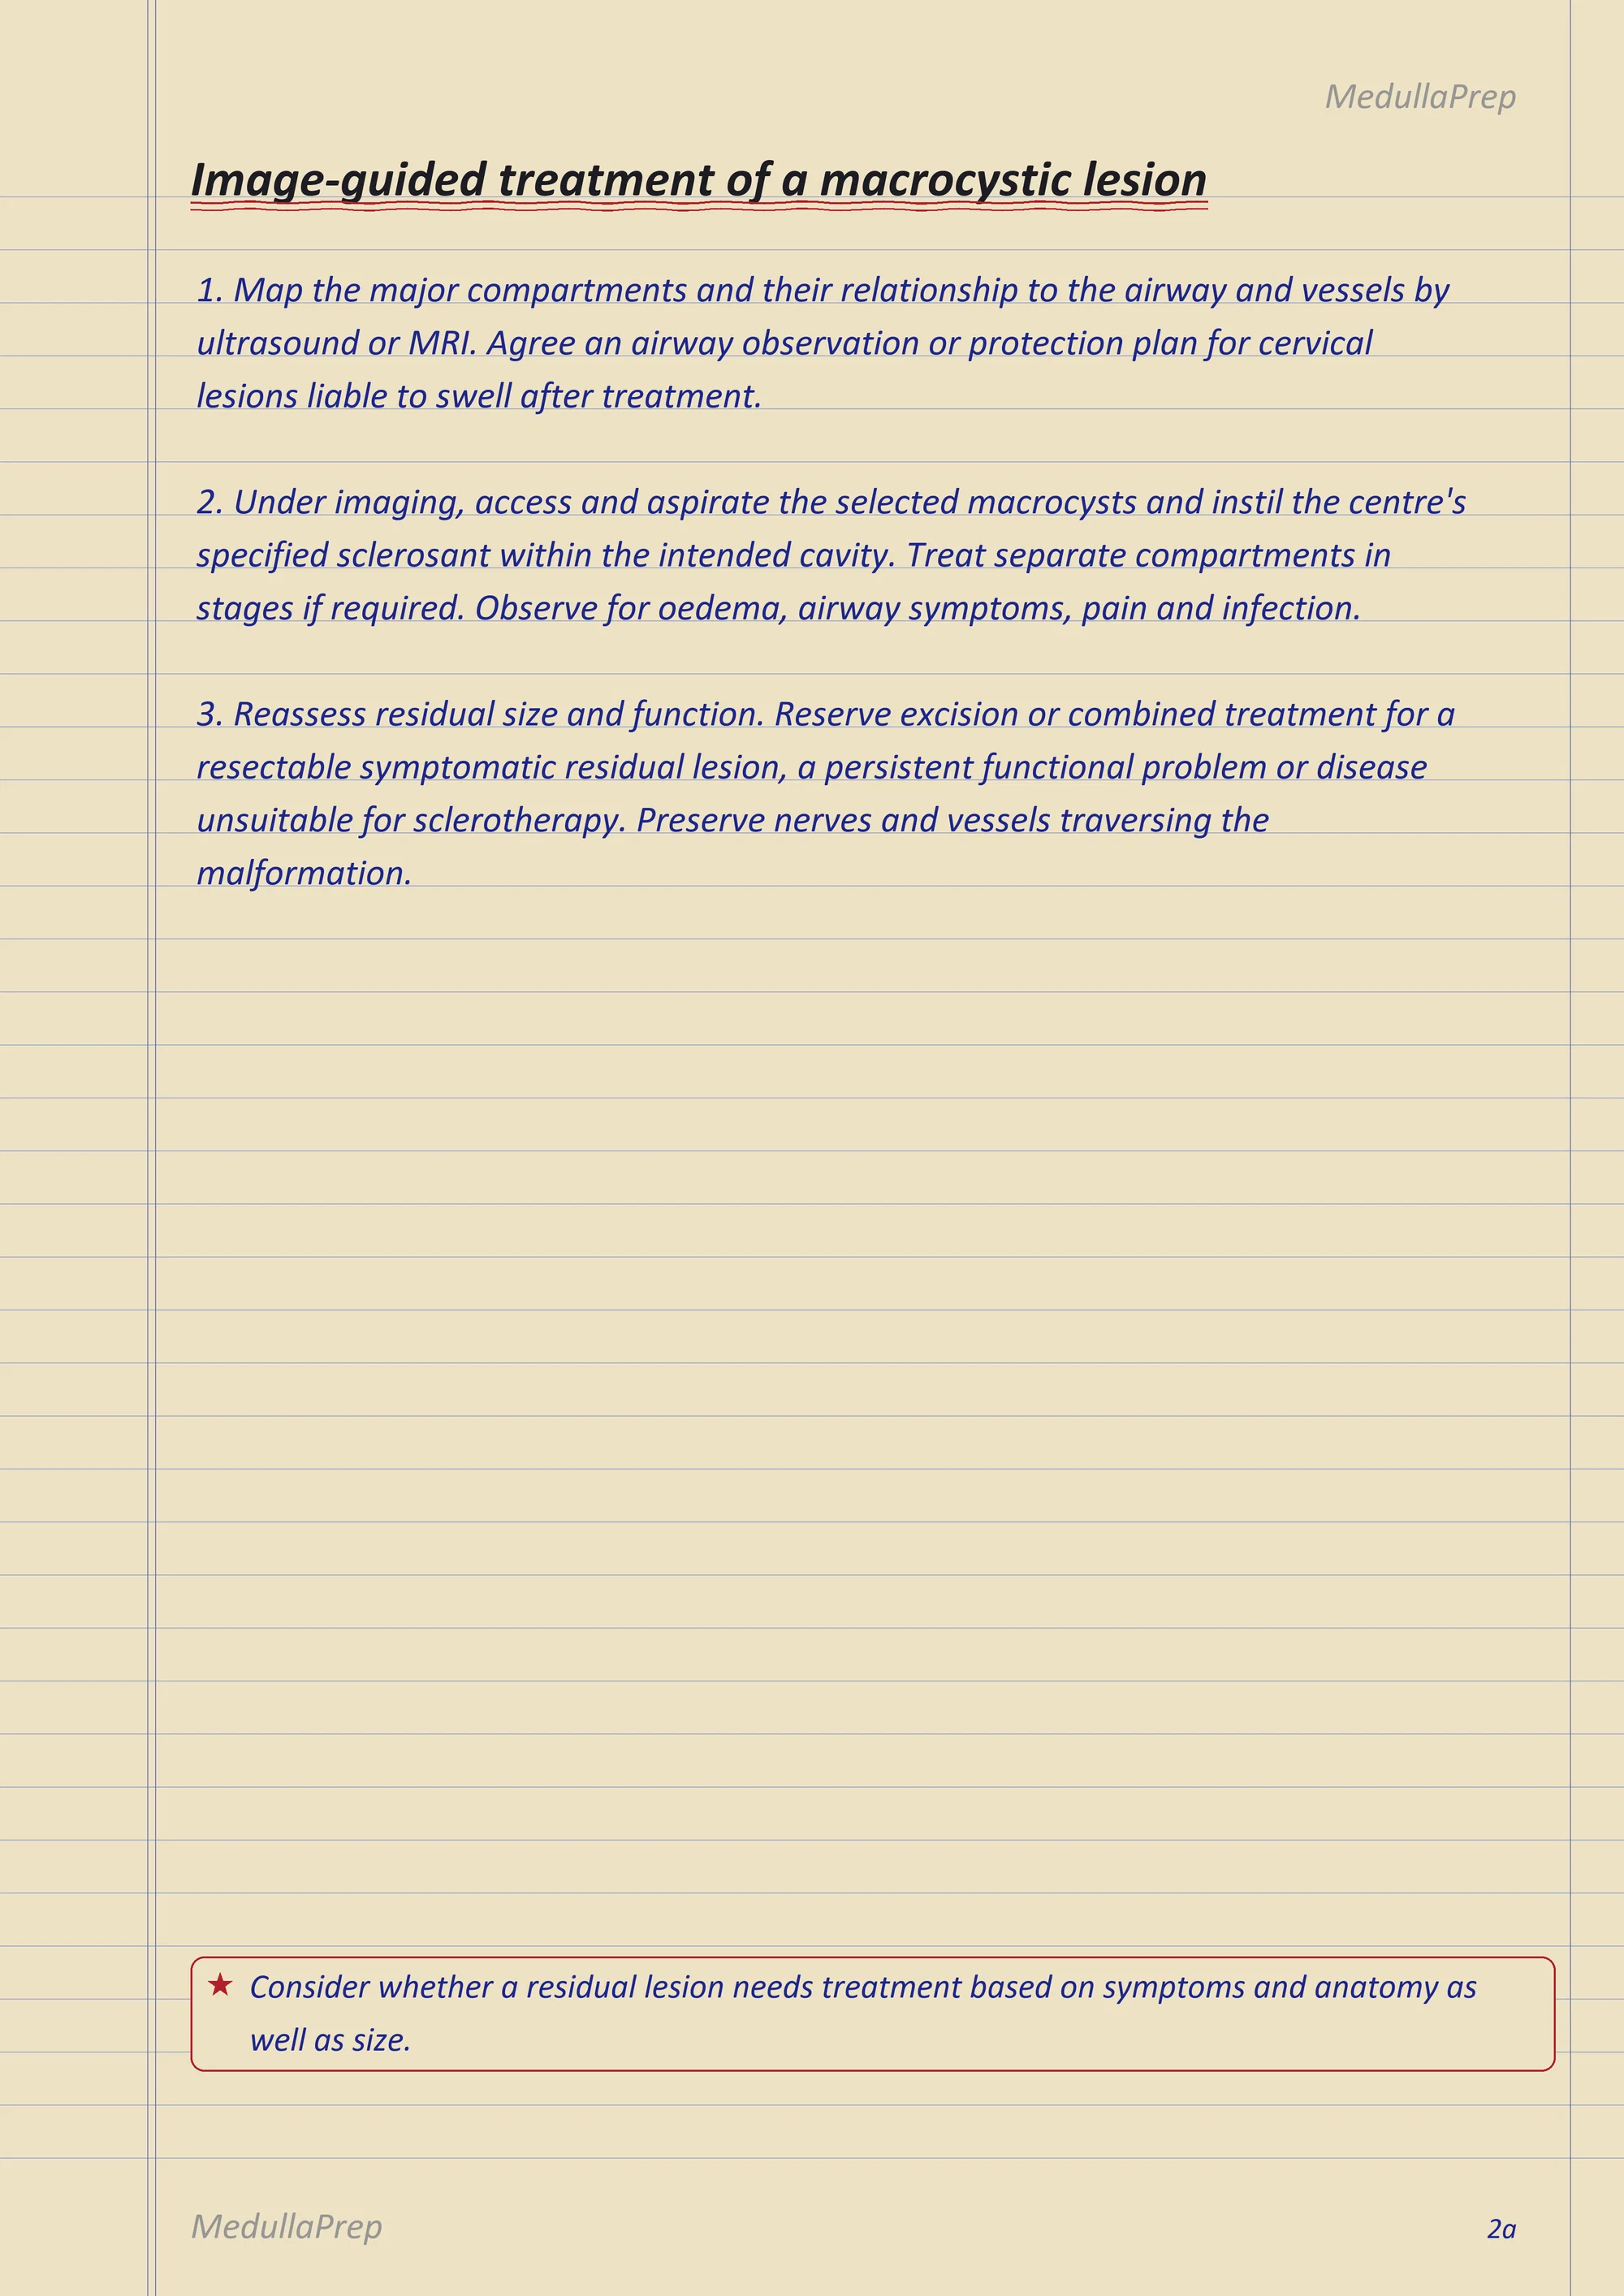 MedullaPrep
Image-guided treatment of a macrocystic lesion
1. Map the major compartments and their relationship to the airway and vessels by
ultrasound or MRI. Agree an airway observation or protection plan for cervical
lesions liable to swell after treatment.
2. Under imaging, access and aspirate the selected macrocysts and instil the centre's
specified sclerosant within the intended cavity. Treat separate compartments in
stages if required. Observe for oedema, airway symptoms, pain and infection.
3. Reassess residual size and function. Reserve excision or combined treatment for a
resectable symptomatic residual lesion, a persistent functional problem or disease
unsuitable for sclerotherapy. Preserve nerves and vessels traversing the
malformation.
★ Consider whether a residual lesion needs treatment based on symptoms and anatomy as
well as size.
MedullaPrep
2a